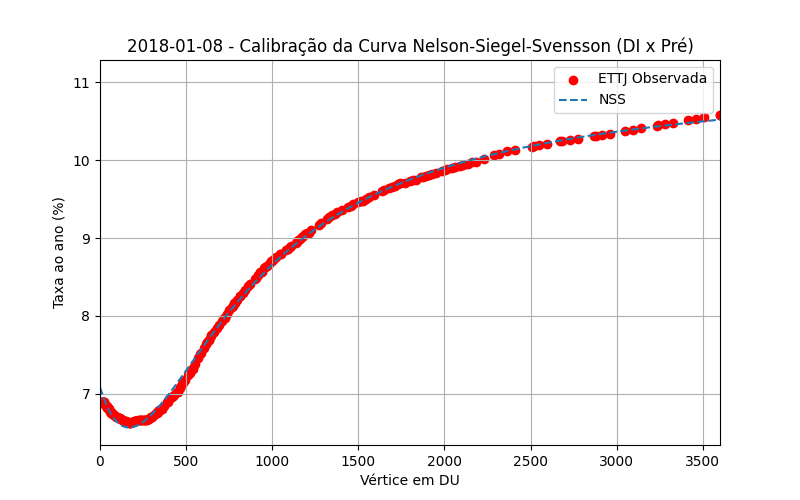 2018-01-08 - Calibração da Curva Nelson-Siegel-Svensson (DI x Pré)
ETTJ Observada
NSS
Taxa ao ano (%)
11
10
9
8
7
0 500 1000 1500 2000 2500 3000 3500
Vértice em DU